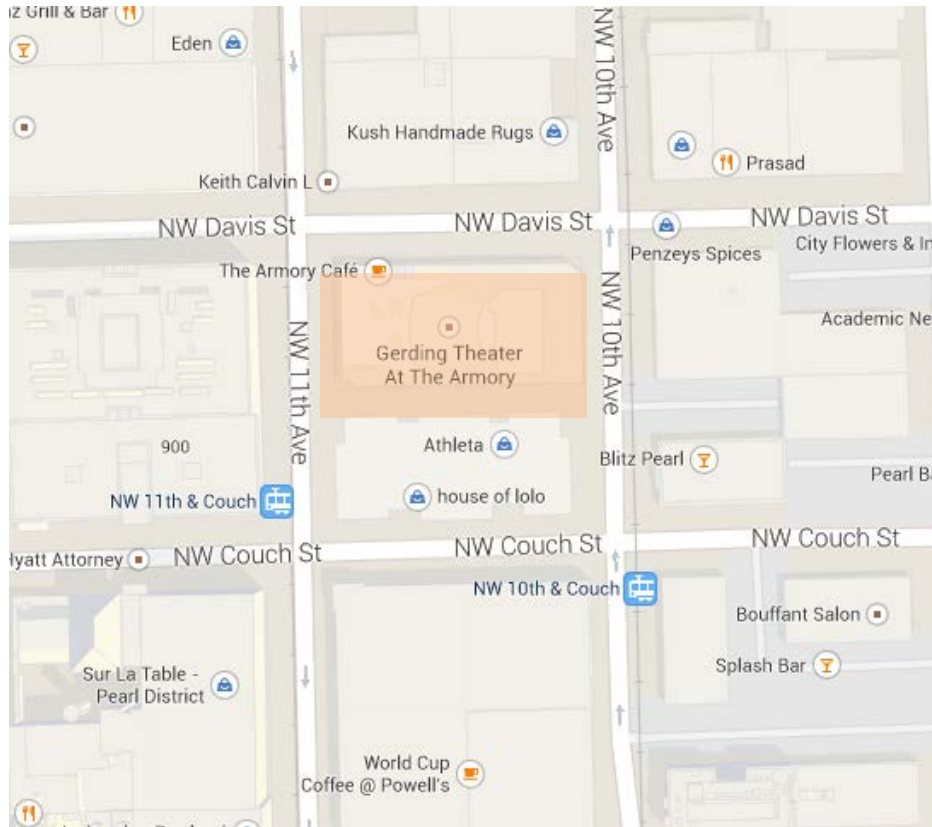 z Grill & Bar
Eden
NW 10th Ave
Kush Handmade Rugs
Prasad
Keith Calvin L
NW Davis St
NW Davis St
NW Davis St
Penzeys Spices
City Flowers & In
The Armory Café
NW 11th Ave
Gerding Theater
At The Armory
NW 10th Ave
Academic Ne
900
Athleta
Blitz Pearl
Pearl B
NW 11th & Couch
house of lolo
Hyatt Attorney
NW Couch St
NW Couch St
NW Couch St
NW 10th & Couch
Bouffant Salon
Sur La Table -
Pearl District
Splash Bar
World Cup
Coffee @ Powell's